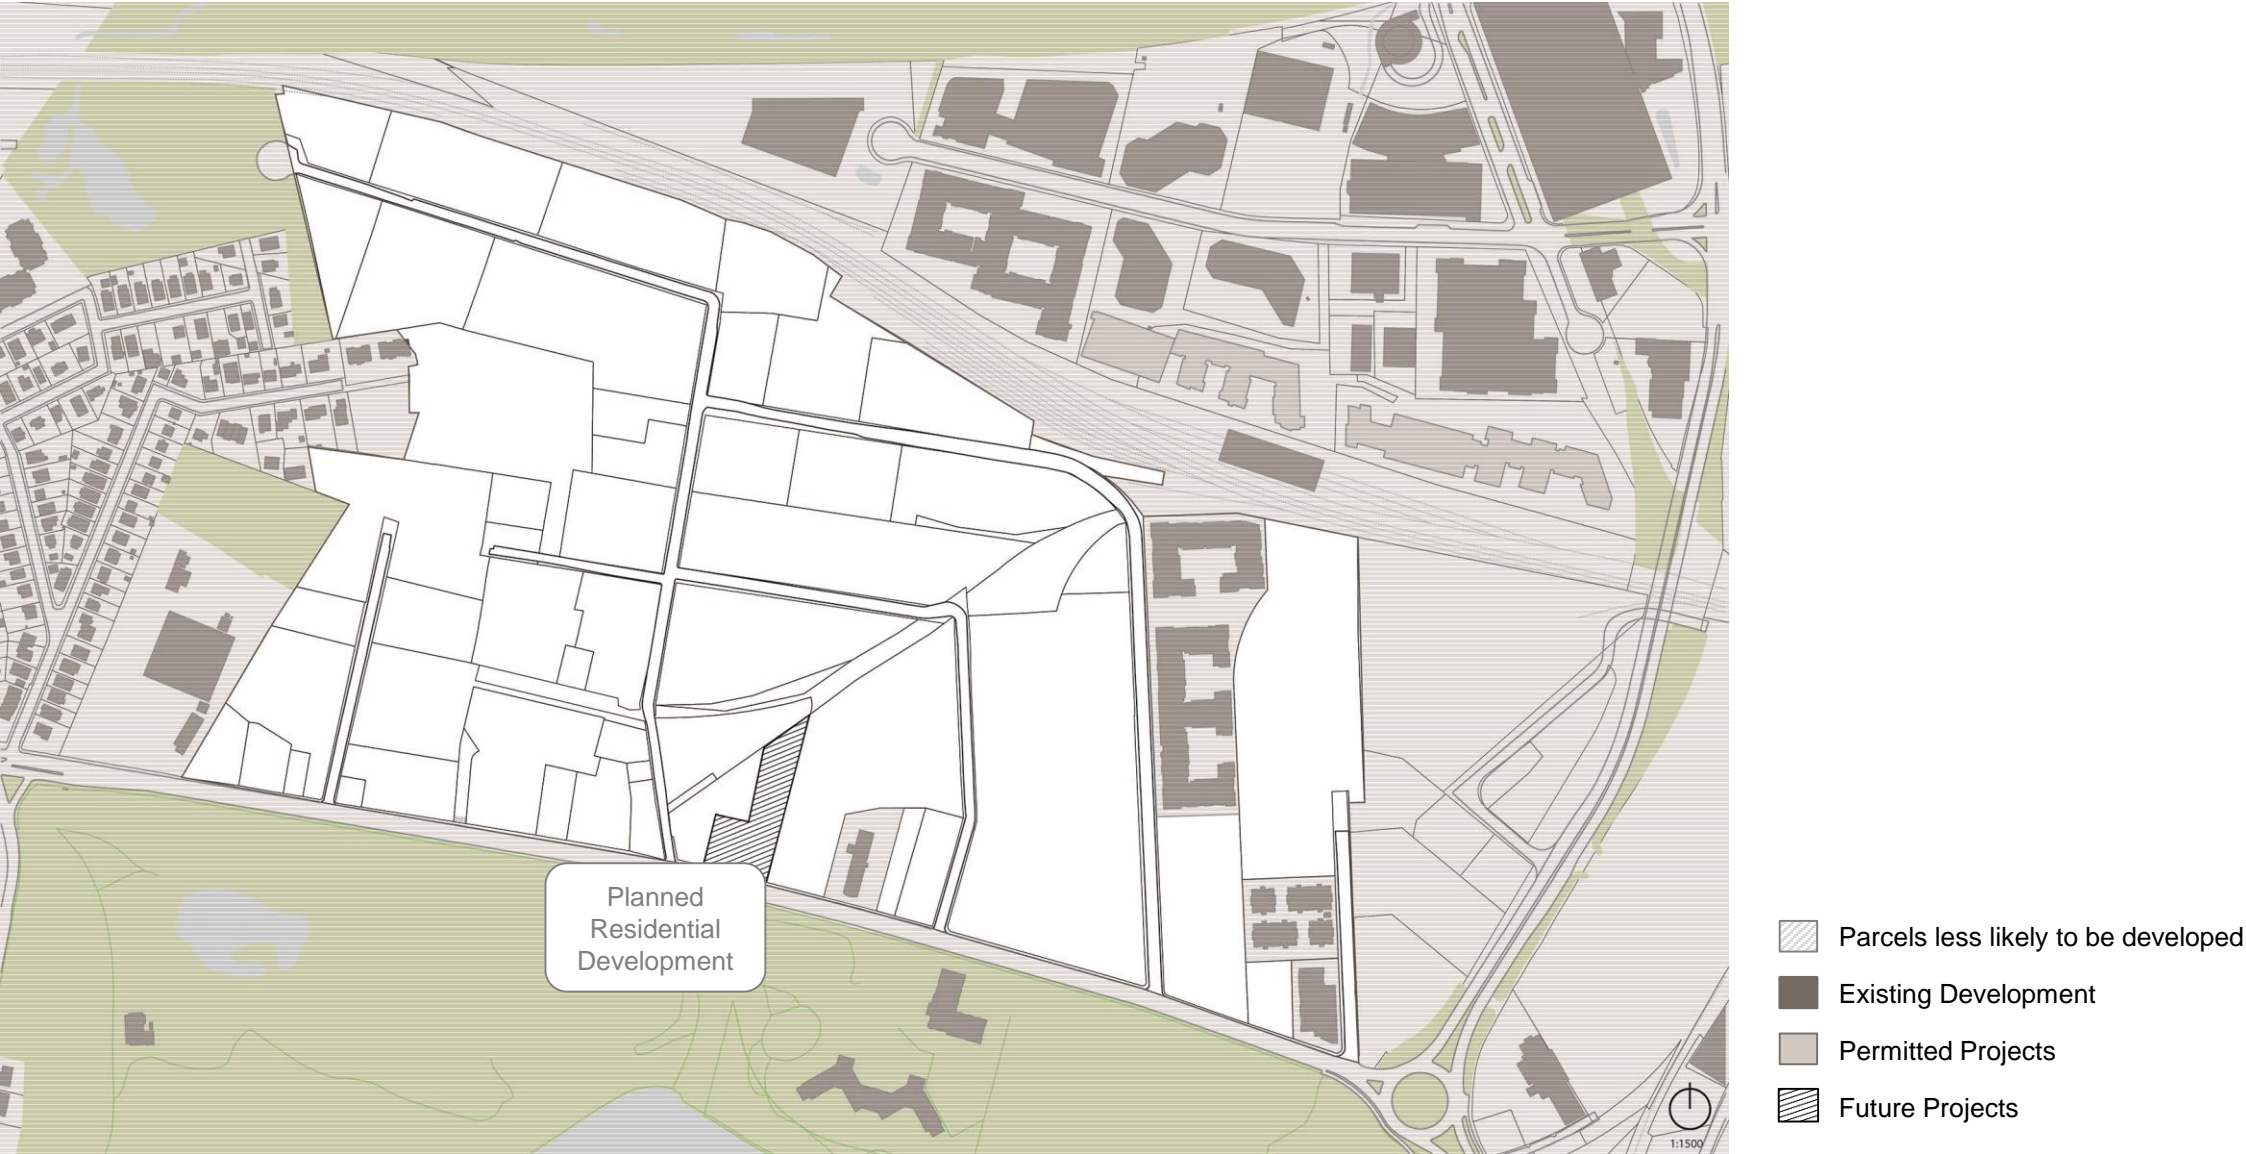 Planned
Residential
Development
Parcels less likely to be developed
Existing Development
Permitted Projects
Future Projects
1:1500